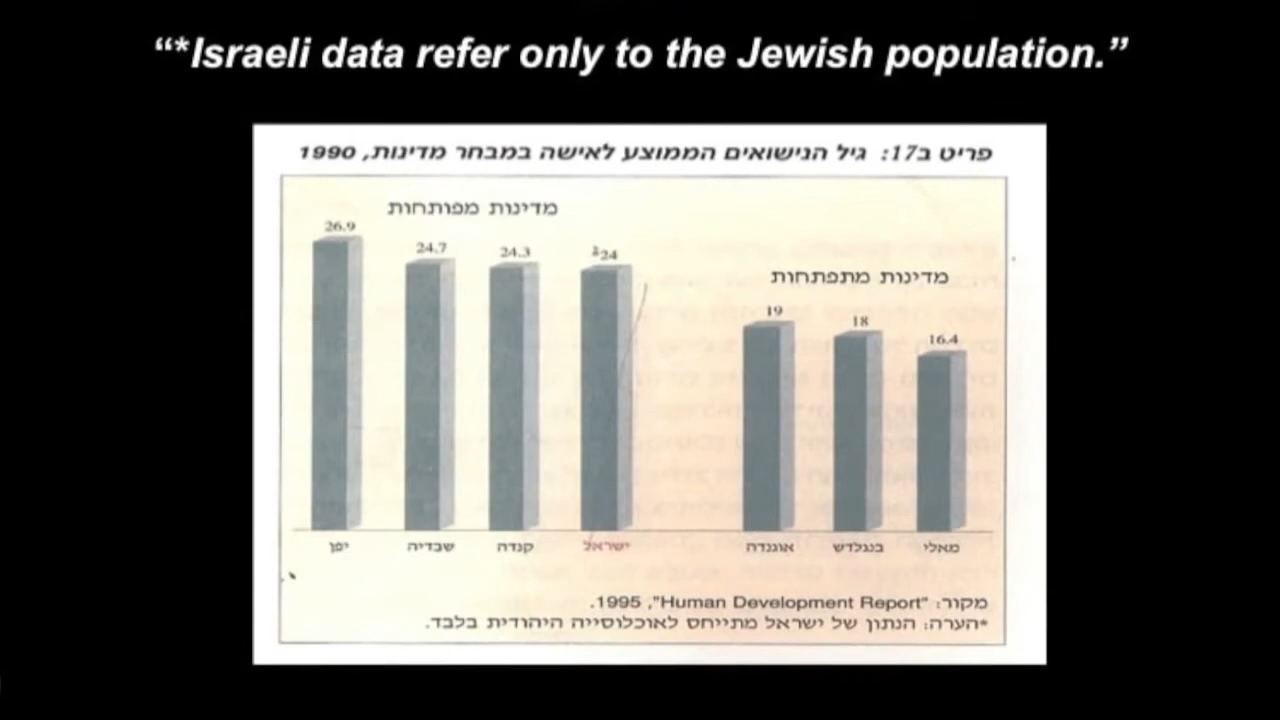 “*Israeli data refer only to the Jewish population.”
פריט ב17: גיל הנישואים הממוצע לאישה במבחר מדינות, 1990
מדינות מפותחות
26.9
24.7
24.3
24
מדינות מתפתחות
19
18
16.4
יפן
שבדיה
קנדה
ישראל
אוגנדה
בנגלדש
מאלי
מקור: "Human Development Report", 1995.
*הערה: הנתון של ישראל מתייחס לאוכלוסייה היהודית בלבד.